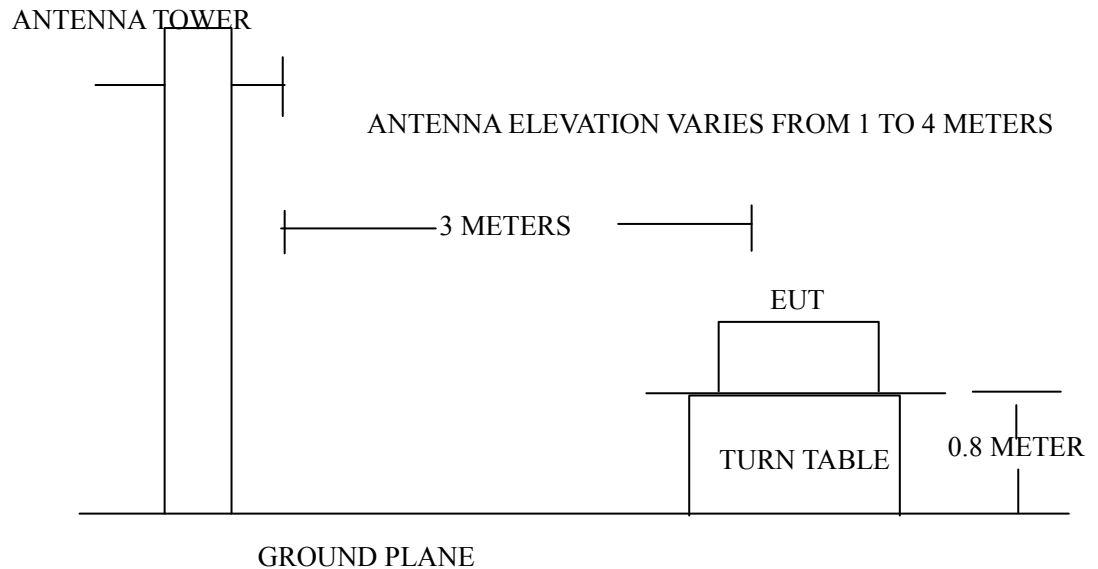 ANTENNA TOWER
ANTENNA ELEVATION VARIES FROM 1 TO 4 METERS
3 METERS
EUT
0.8 METER
TURN TABLE
GROUND PLANE